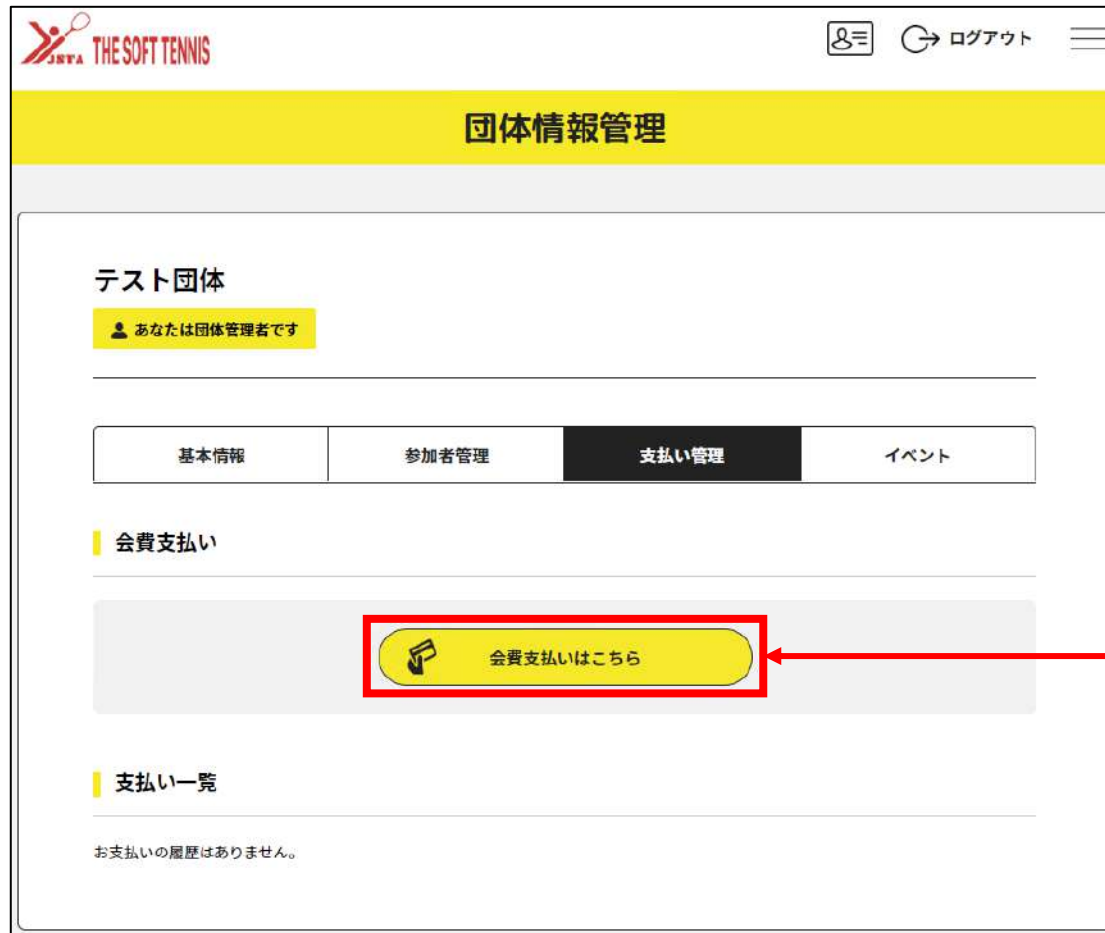 JSTA THE SOFT TENNIS
ログアウト
団体情報管理
テスト団体
あなたは団体管理者です
基本情報 参加者管理 支払い管理 イベント
会費支払い
会費支払いはこちら
支払い一覧
お支払いの履歴はありません。